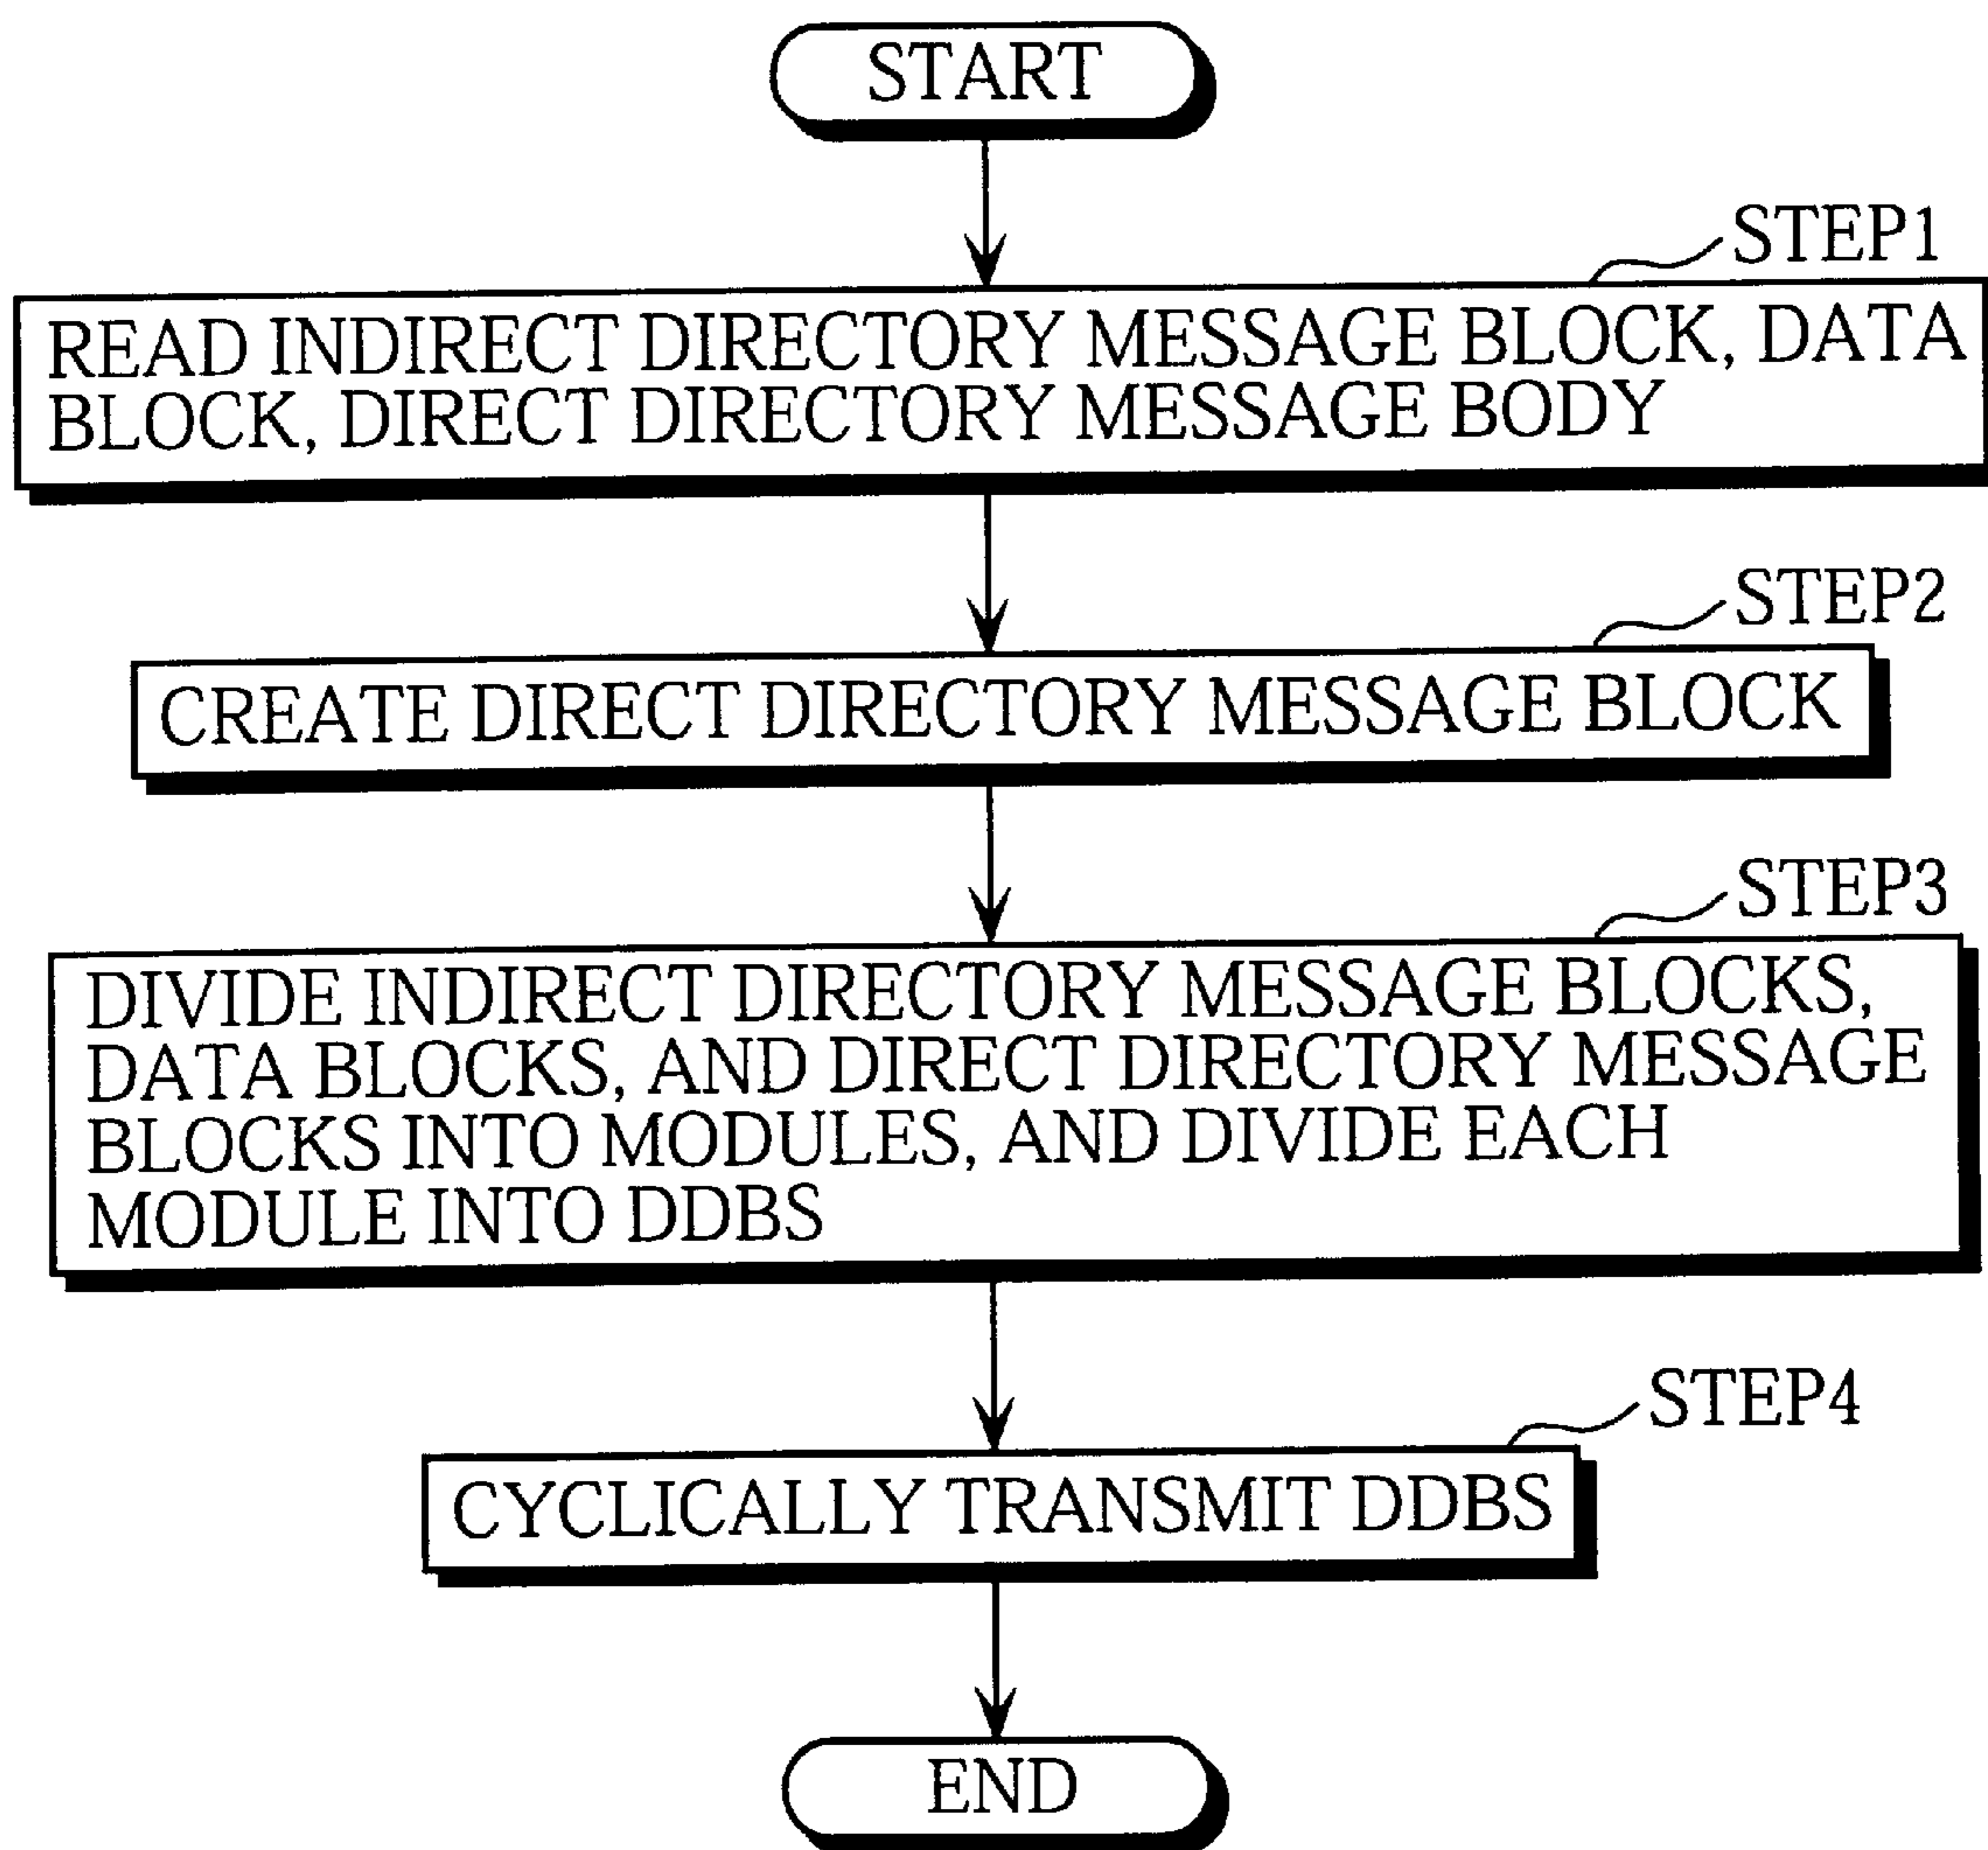 START
STEP1
READ INDIRECT DIRECTORY MESSAGE BLOCK, DATA
BLOCK, DIRECT DIRECTORY MESSAGE BODY
STEP2
CREATE DIRECT DIRECTORY MESSAGE BLOCK
STEP3
DIVIDE INDIRECT DIRECTORY MESSAGE BLOCKS,
DATA BLOCKS, AND DIRECT DIRECTORY MESSAGE
BLOCKS INTO MODULES, AND DIVIDE EACH
MODULE INTO DDBS
STEP4
CYCLICALLY TRANSMIT DDBS
END